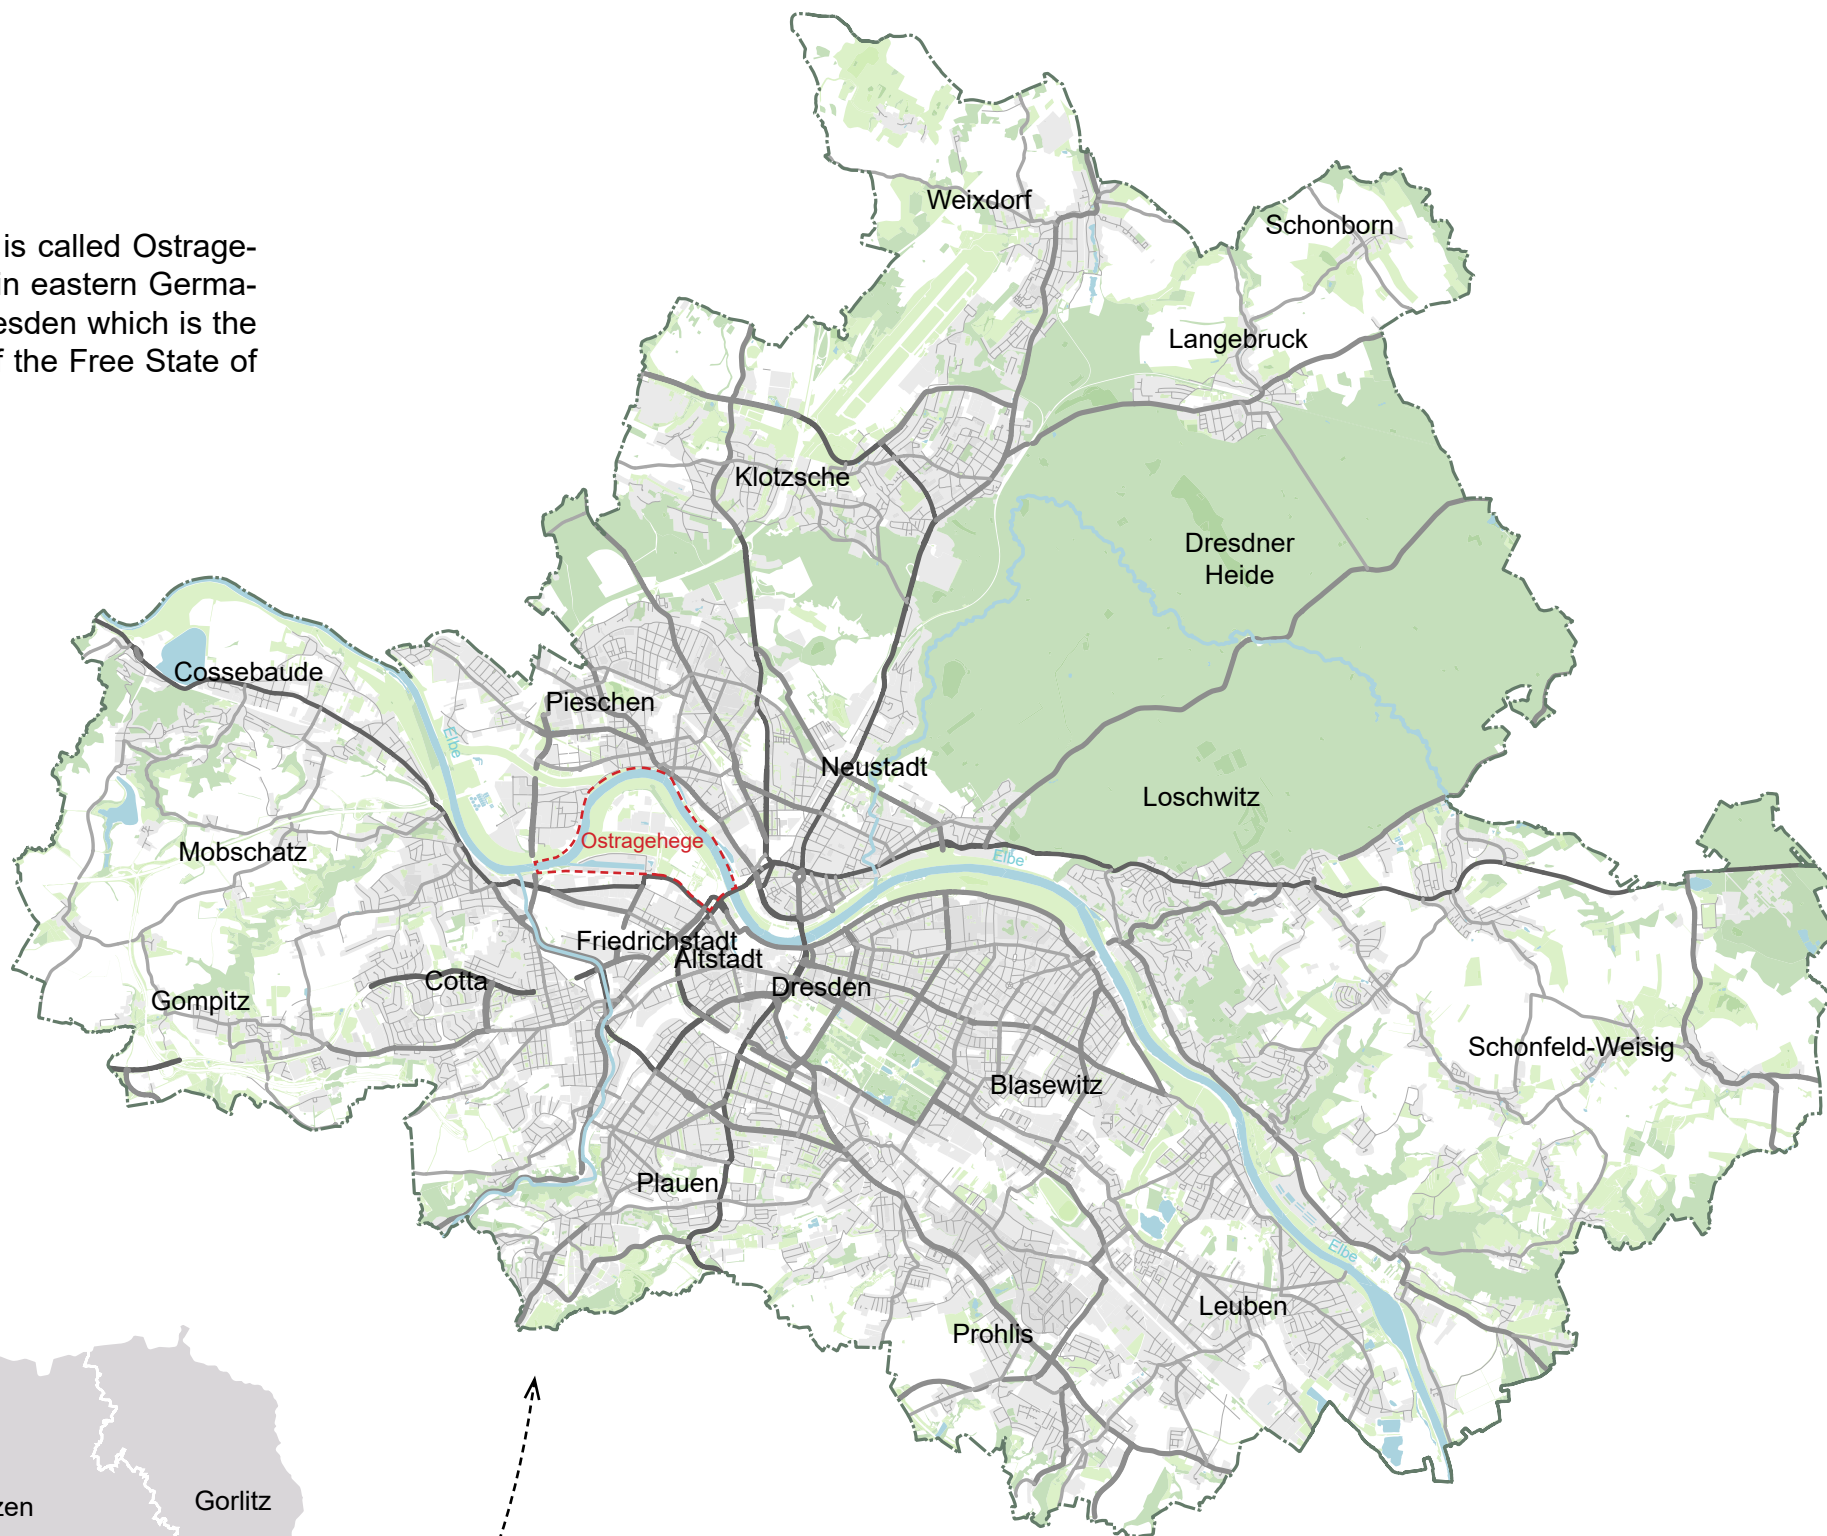 is called Ostrage-
in eastern Germa-
esden which is the
the Free State of
Weixdorf
Schonborn
Langebruck
Klotzsche
Dresdner
Heide
Cossebaude
Pieschen
Elbe
Neustadt
Loschwitz
Ostragehege
Mobschatz
Elbe
Friedrichstadt
Altstadt
Cotta
Dresden
Gompitz
Schonfeld-Weisig
Blasewitz
Plauen
Elbe
Leuben
Prohlis
Gorlitz
zen